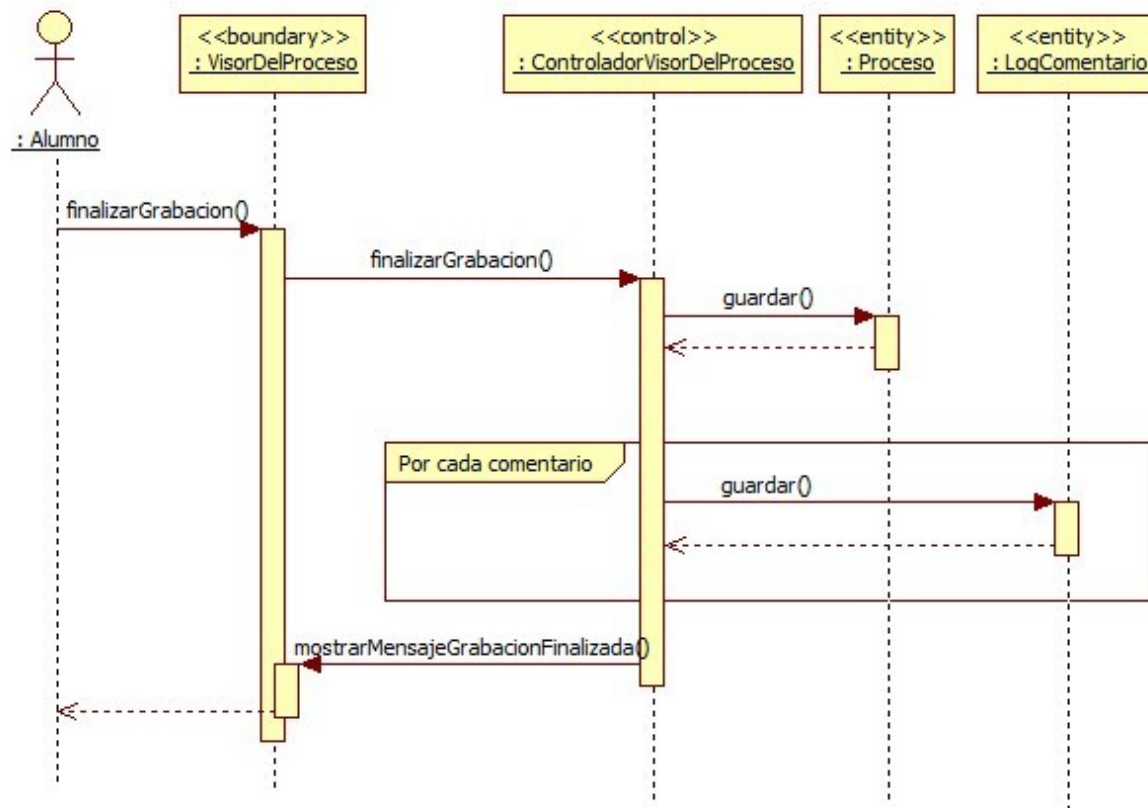 <<boundary>>
: VisorDelProceso
<<control>>
: ControladorVisorDelProceso
<<entity>>
: Proceso
<<entity>>
: LogComentario
: Alumno
finalizarGrabacion()
finalizarGrabacion()
guardar()
Por cada comentario
guardar()
mostrarMensajeGrabacionFinalizada()